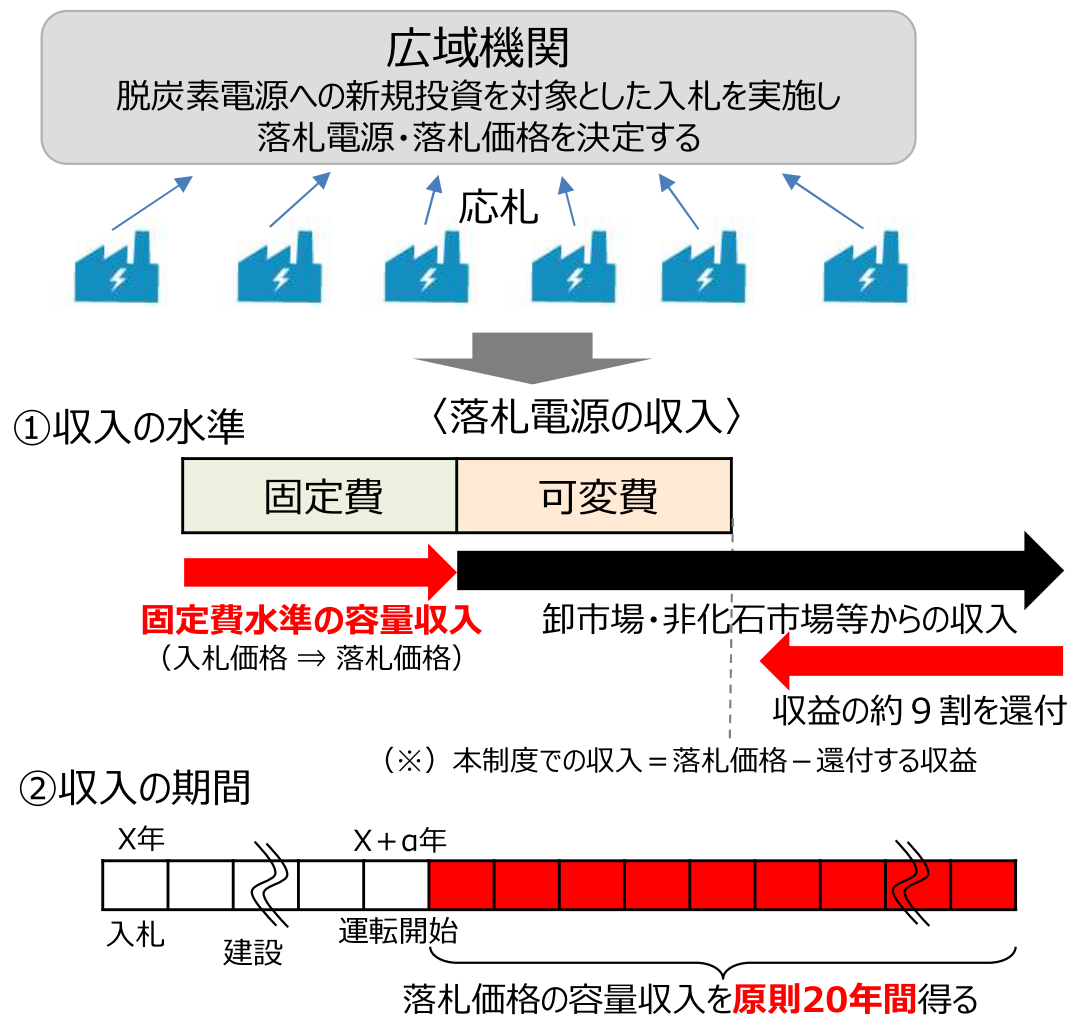 広域機関
脱炭素電源への新規投資を対象とした入札を実施し
落札電源・落札価格を決定する
応札
〈落札電源の収入〉
①収入の水準
固定費
可変費
固定費水準の容量収入
（入札価格 ⇒ 落札価格）
卸市場・非化石市場等からの収入
収益の約９割を還付
（※）本制度での収入＝落札価格－還付する収益
②収入の期間
X年
X＋α年
入札
建設
運転開始
落札価格の容量収入を原則20年間得る